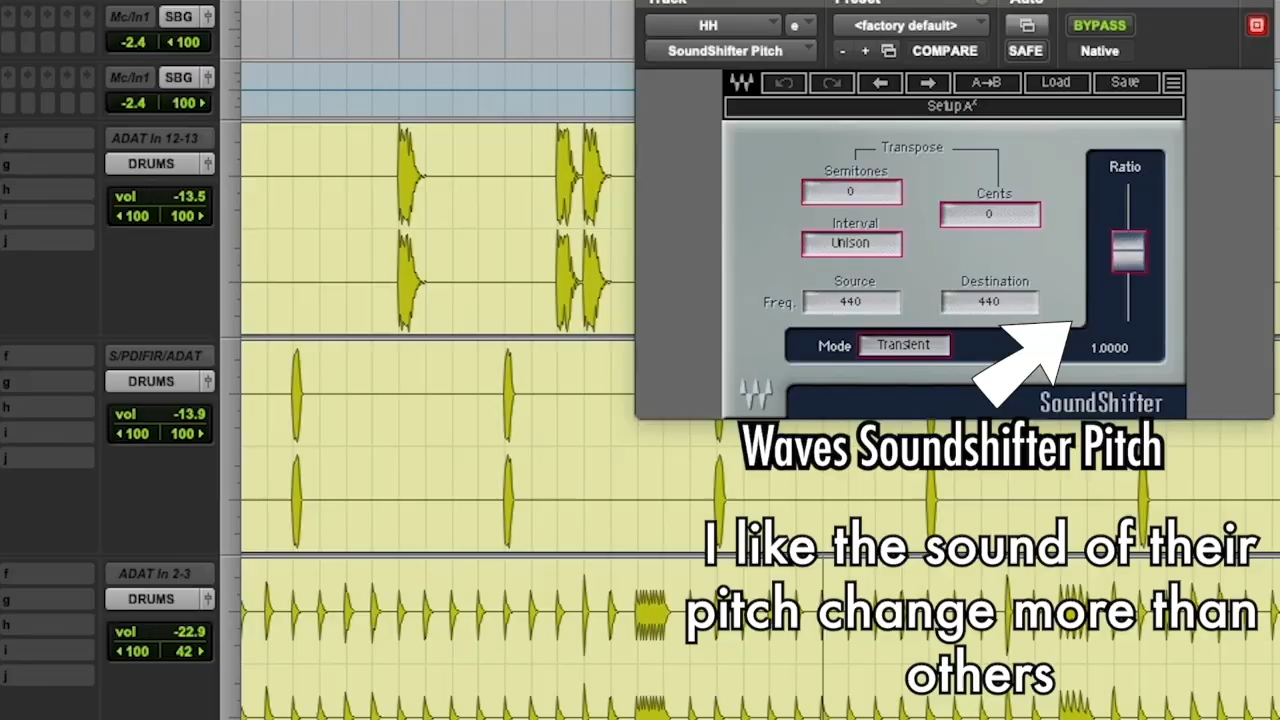 Track
Preset
Auto
HH
e
<factory default>
BYPASS
SoundShifter Pitch
- +
COMPARE
SAFE
Native
A→B
Load
Save
Setup A
Transpose
Semitones
0
Cents
0
Interval
Unison
Source
Destination
Freq.
440
440
Ratio
Mode
Transient
1.0000
SoundShifter
Waves Soundshifter Pitch
I like the sound of their
pitch change more than
others
Mc/In1
SBG
-2.4
100
Mc/In1
SBG
-2.4
100
f
g
h
i
j
ADAT In 12-13
DRUMS
vol -13.5
100 100
f
g
h
i
j
S/PDIFIR/ADAT
DRUMS
vol -13.9
100 100
f
g
h
i
j
ADAT In 2-3
DRUMS
vol -22.9
100 42